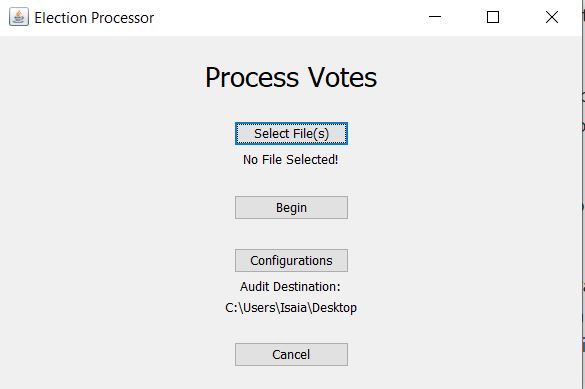 Election Processor
Process Votes
Select File(s)
No File Selected!
Begin
Configurations
Audit Destination:
C:\Users\Isaia\Desktop
Cancel